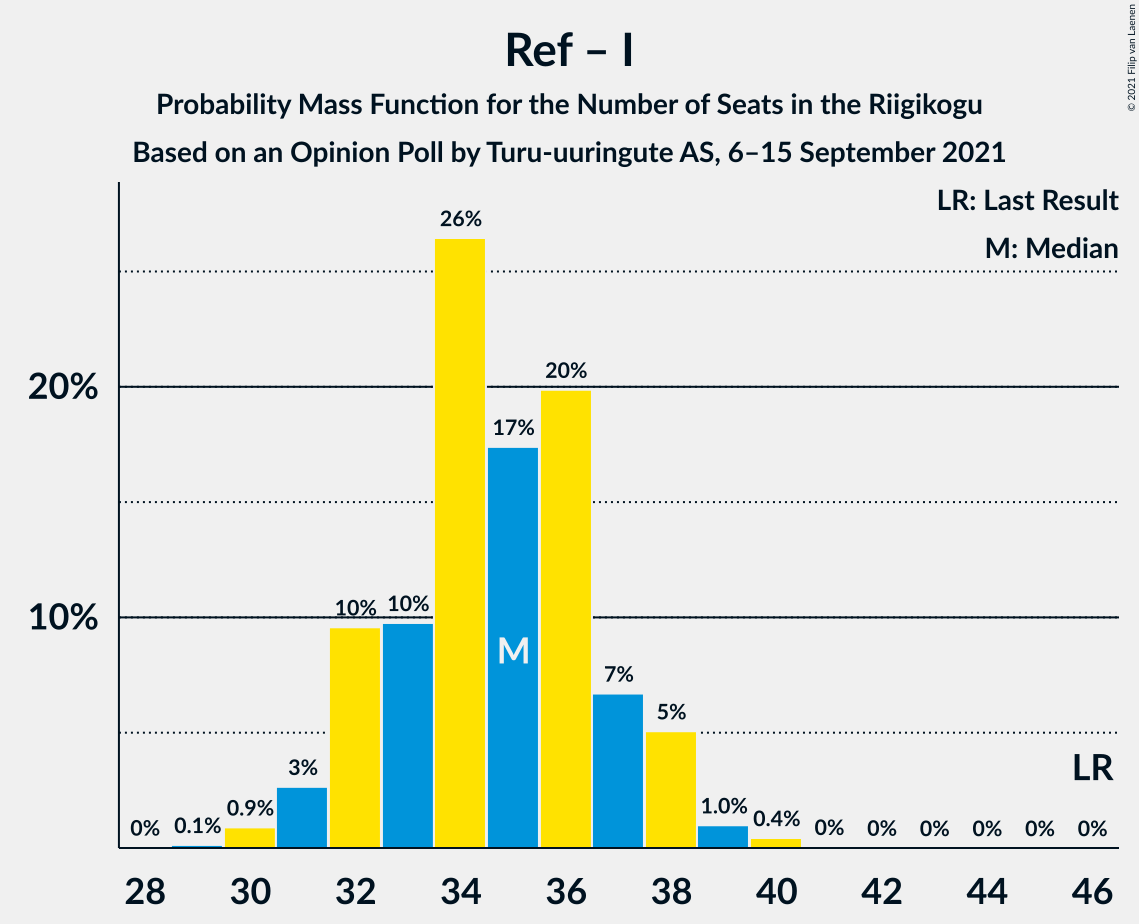 Ref – I
Probability Mass Function for the Number of Seats in the Riigikogu
Based on an Opinion Poll by Turu-uuringute AS, 6–15 September 2021
© 2021 Filip van Laenen
LR: Last Result
M: Median
20%
10%
0%
0.1%
0.9%
3%
10%
10%
26%
17%
20%
7%
5%
1.0%
0.4%
0%
0%
0%
0%
0%
0%
M
LR
28 30 32 34 36 38 40 42 44 46